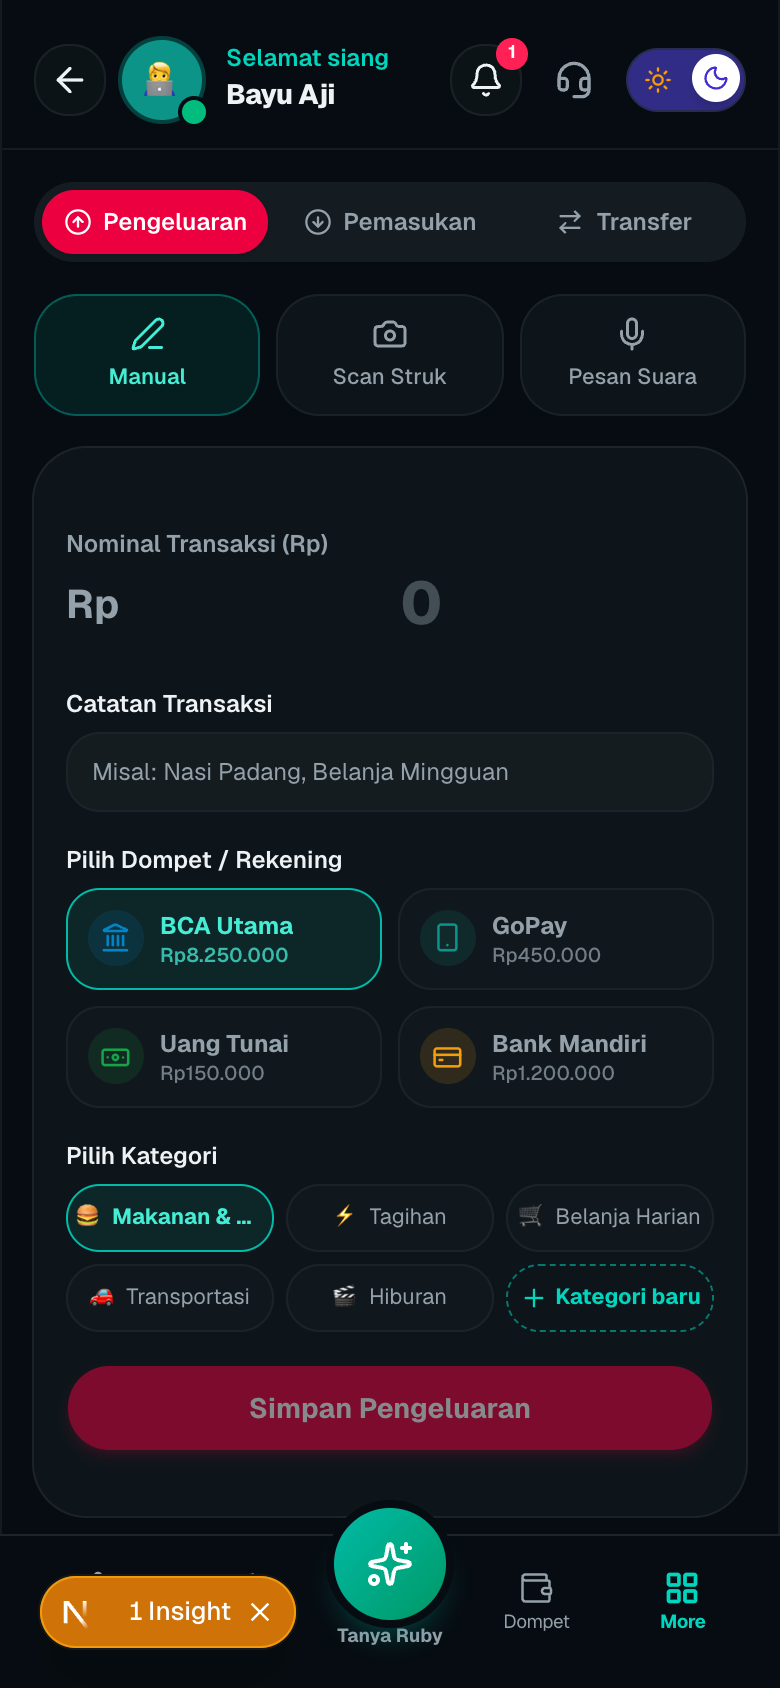 Selamat siang
Bayu Aji
1
Pengeluaran
Pemasukan
Transfer
Manual
Scan Struk
Pesan Suara
Nominal Transaksi (Rp)
Rp 0
Catatan Transaksi
Misal: Nasi Padang, Belanja Mingguan
Pilih Dompet / Rekening
BCA Utama
Rp8.250.000
GoPay
Rp450.000
Uang Tunai
Rp150.000
Bank Mandiri
Rp1.200.000
Pilih Kategori
Makanan & ...
Tagihan
Belanja Harian
Transportasi
Hiburan
Kategori baru
Simpan Pengeluaran
N 1 Insight
Tanya Ruby
Dompet
More